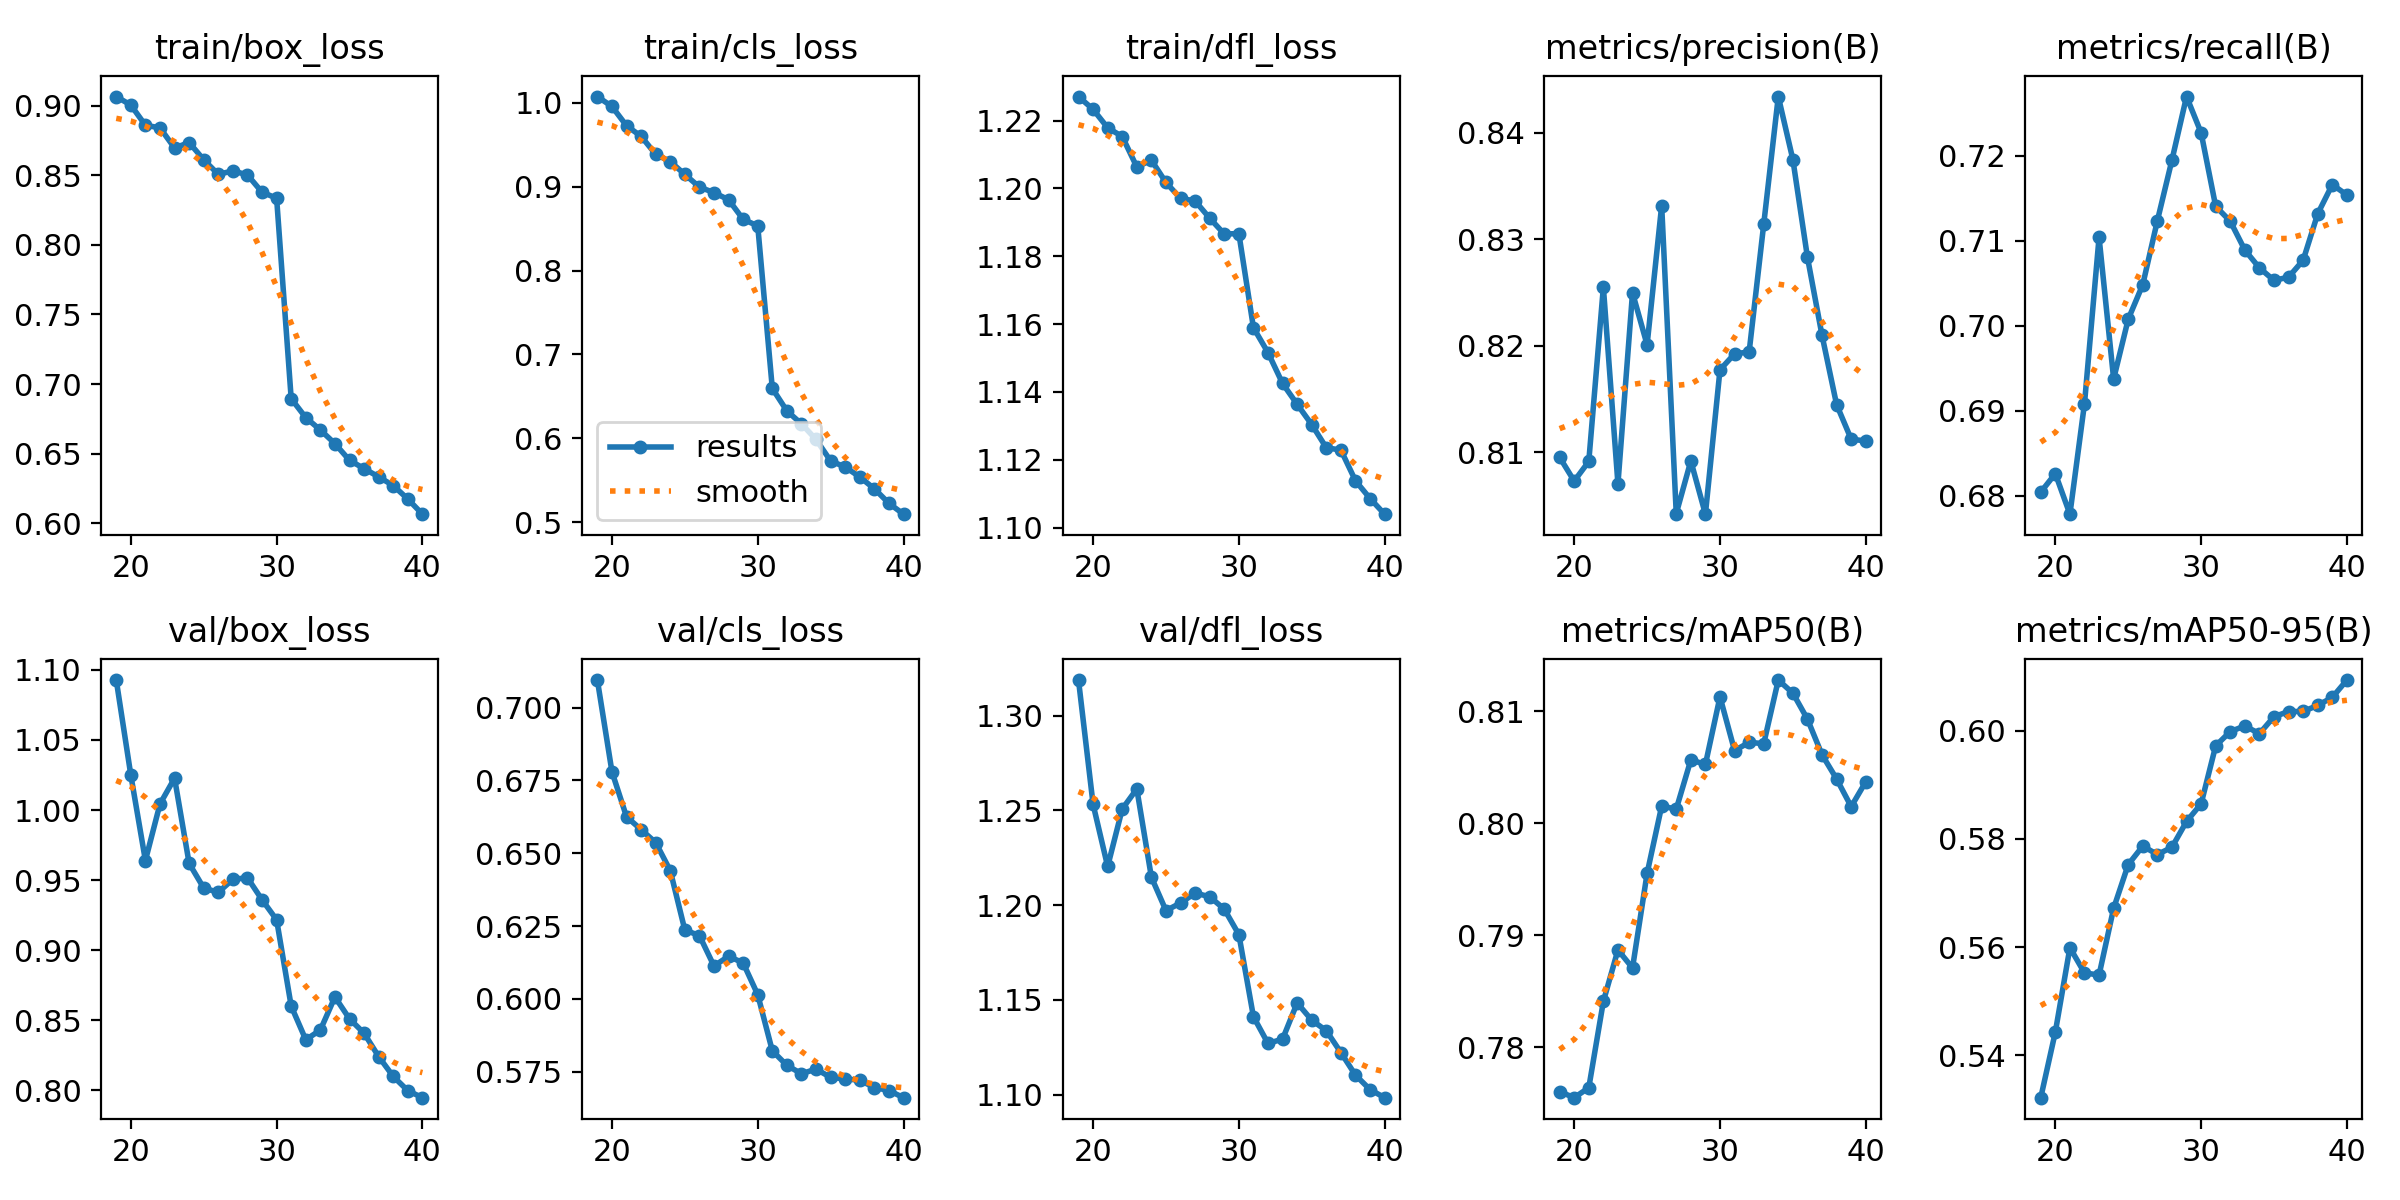 train/box_loss
train/cls_loss
train/dfl_loss
metrics/precision(B)
metrics/recall(B)
0.90
0.85
0.80
0.75
0.70
0.65
0.60
20 30 40
1.0
0.9
0.8
0.7
0.6
0.5
results
smooth
20 30 40
1.22
1.20
1.18
1.16
1.14
1.12
1.10
20 30 40
0.84
0.83
0.82
0.81
20 30 40
0.72
0.71
0.70
0.69
0.68
20 30 40
val/box_loss
val/cls_loss
val/dfl_loss
metrics/mAP50(B)
metrics/mAP50-95(B)
1.10
1.05
1.00
0.95
0.90
0.85
0.80
20 30 40
0.700
0.675
0.650
0.625
0.600
0.575
20 30 40
1.30
1.25
1.20
1.15
1.10
20 30 40
0.81
0.80
0.79
0.78
20 30 40
0.60
0.58
0.56
0.54
20 30 40